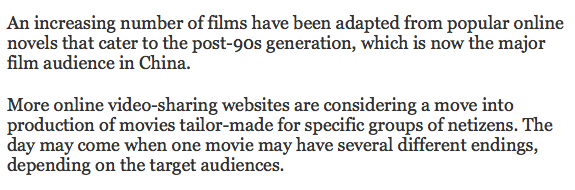 An increasing number of films have been adapted from popular online
novels that cater to the post-90s generation, which is now the major
film audience in China.
More online video-sharing websites are considering a move into
production of movies tailor-made for specific groups of netizens. The
day may come when one movie may have several different endings,
depending on the target audiences.